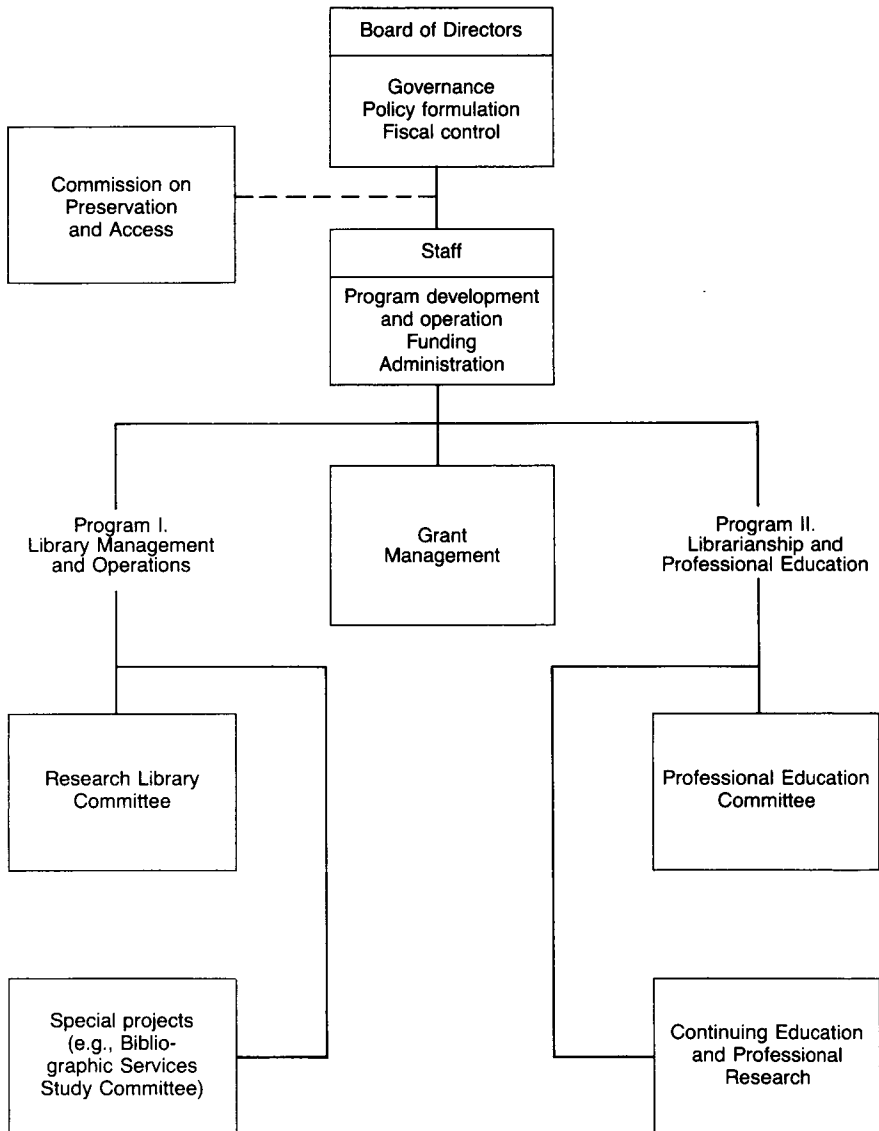 Board of Directors
Governance
Policy formulation
Fiscal control
Commission on
Preservation
and Access
Staff
Program development
and operation
Funding
Administration
Program I.
Library Management
and Operations
Grant
Management
Program II.
Librarianship and
Professional Education
Research Library
Committee
Professional Education
Committee
Special projects
(e.g., Biblio-
graphic Services
Study Committee)
Continuing Education
and Professional
Research